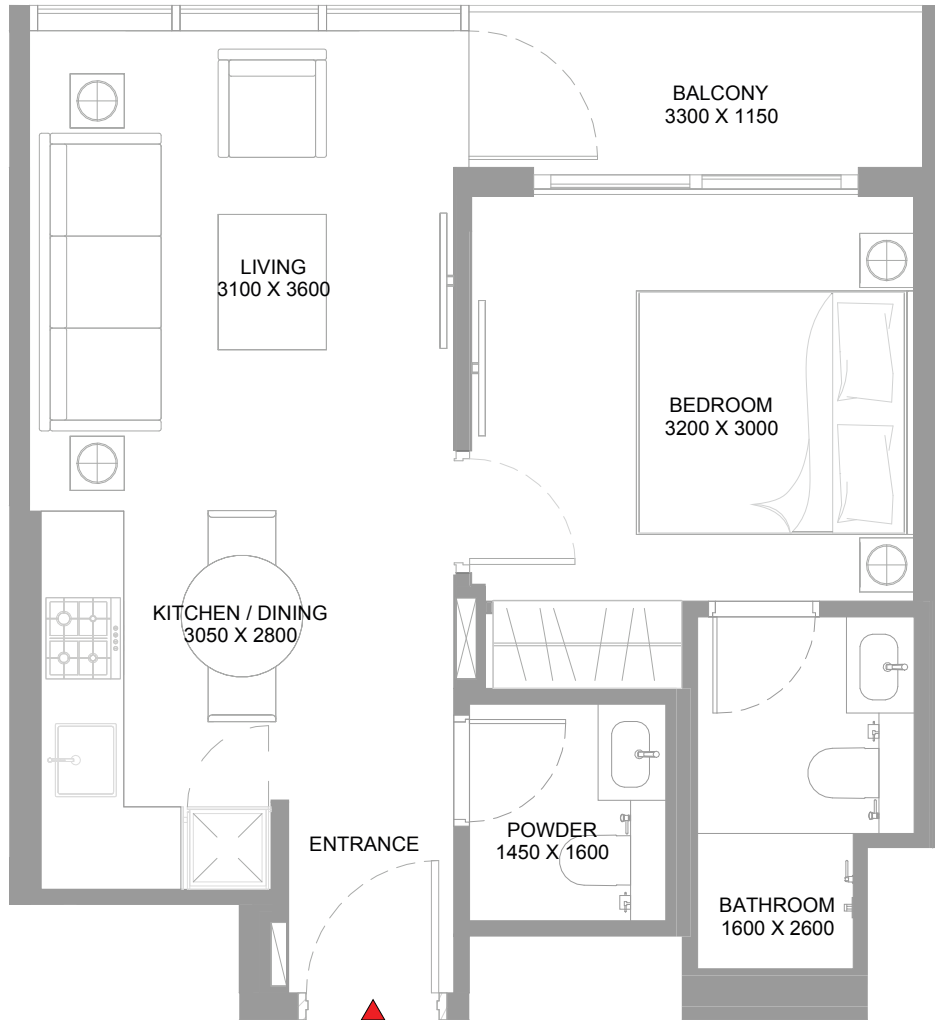 BALCONY
3300 X 1150
LIVING
3100 X 3600
BEDROOM
3200 X 3000
KITCHEN / DINING
3050 X 2800
POWDER
1450 X 1600
ENTRANCE
BATHROOM
1600 X 2600